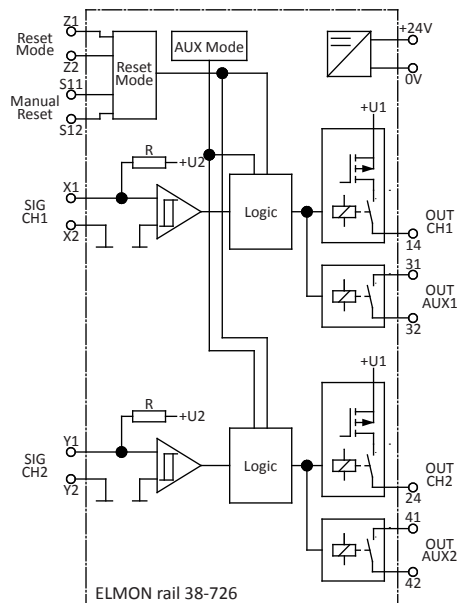 Z1
Reset
Mode
Z2
S11
Manual
Reset
S12
Reset
Mode
AUX Mode
+24V
0V
+U1
R
+U2
X1
SIG
CH1
X2
Logic
OUT
CH1
14
31
OUT
AUX1
32
+U1
R
+U2
Y1
SIG
CH2
Y2
Logic
OUT
CH2
24
41
OUT
AUX2
42
ELMON rail 38-726